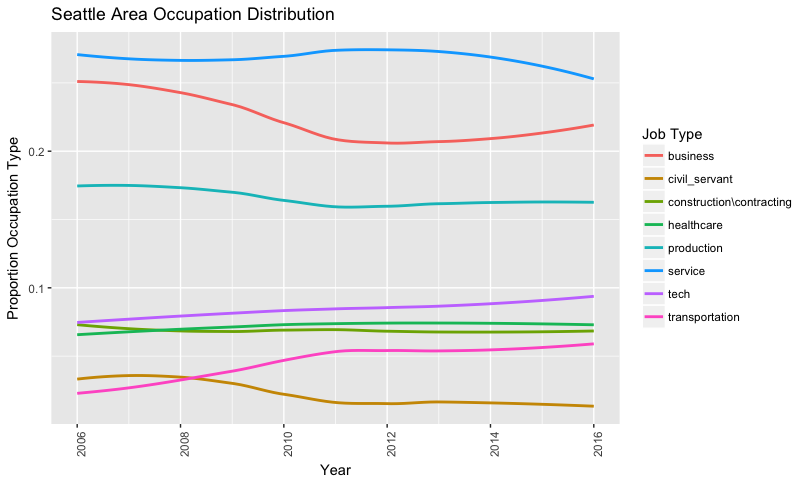 Seattle Area Occupation Distribution
Proportion Occupation Type
0.2
0.1
2006
2008
2010
2012
2014
2016
Year
Job Type
business
civil_servant
construction\contracting
healthcare
production
service
tech
transportation